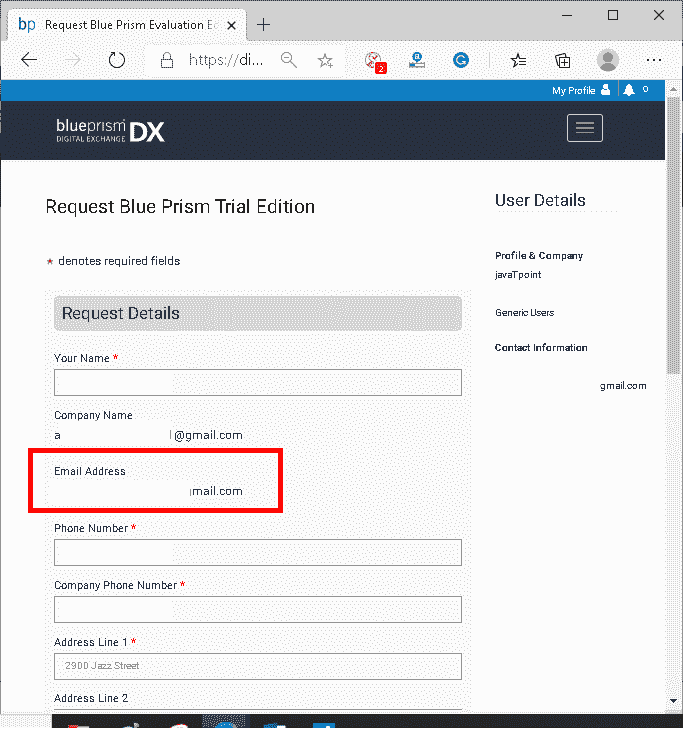 bp Request Blue Prism Evaluation Ed
https://di...
2
My Profile 0
blueprism DX
DIGITAL EXCHANGE
Request Blue Prism Trial Edition
* denotes required fields
Request Details
Your Name *
Company Name
a l@gmail.com
Email Address
mail.com
Phone Number *
Company Phone Number *
Address Line 1 *
2900 Jazz Street
Address Line 2
User Details
Profile & Company
javaTpoint
Generic Users
Contact Information
gmail.com